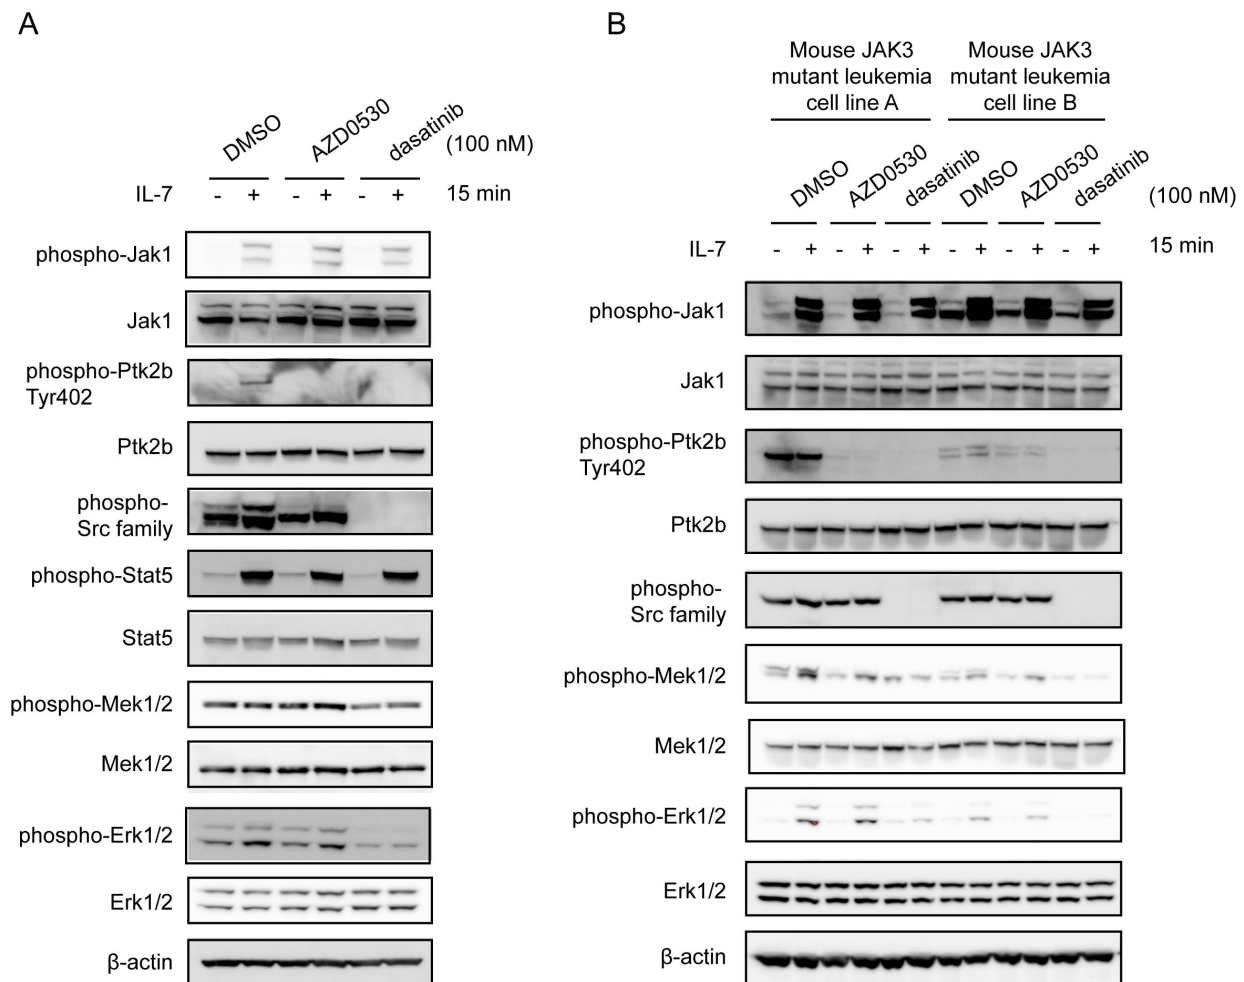 A
DMSO
AZD0530
dasatinib
(100 nM)
IL-7
- + - + - +
15 min
phospho-Jak1
Jak1
phospho-Ptk2b
Tyr402
Ptk2b
phospho-
Src family
phospho-Stat5
Stat5
phospho-Mek1/2
Mek1/2
phospho-Erk1/2
Erk1/2
β-actin
B
Mouse JAK3
mutant leukemia
cell line A
Mouse JAK3
mutant leukemia
cell line B
DMSO
AZD0530
dasatinib
DMSO
AZD0530
dasatinib
(100 nM)
IL-7
- + - + - + - + - + - +
15 min
phospho-Jak1
Jak1
phospho-Ptk2b
Tyr402
Ptk2b
phospho-
Src family
phospho-Mek1/2
Mek1/2
phospho-Erk1/2
Erk1/2
β-actin